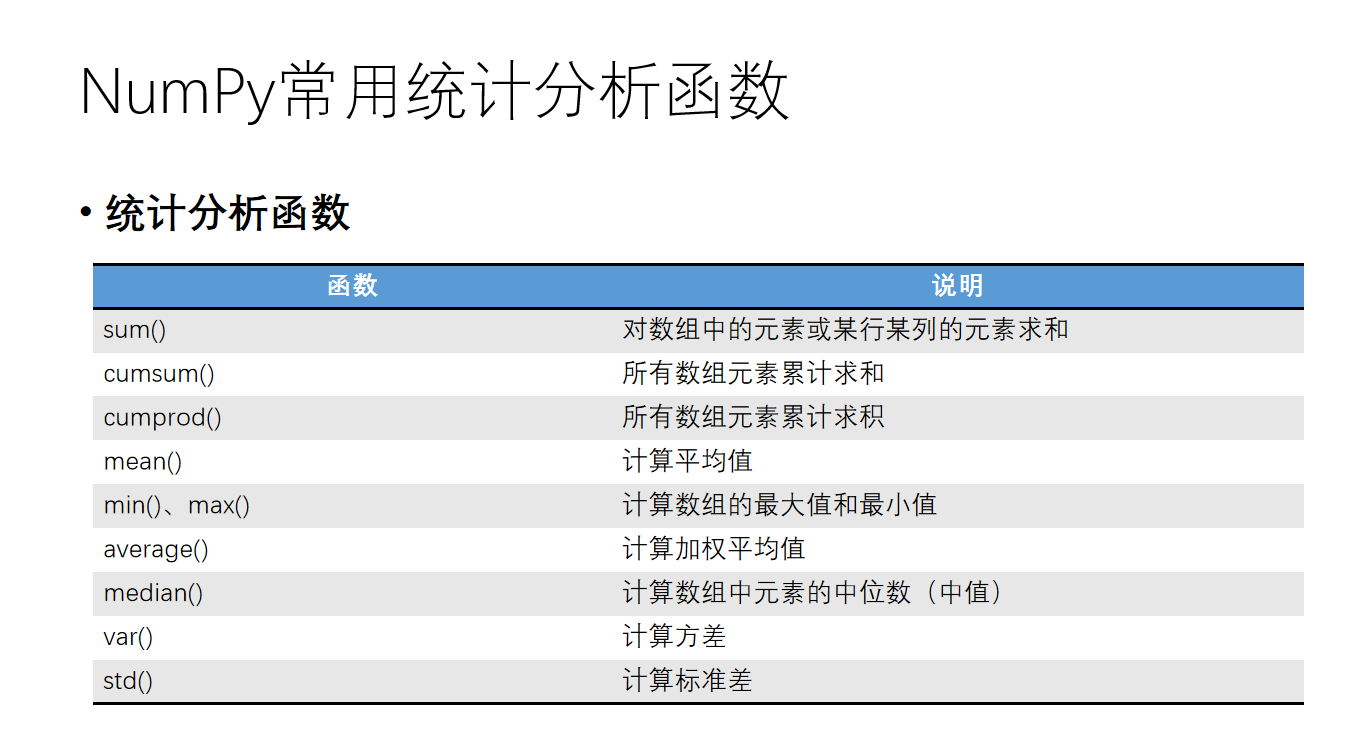 NumPy常用统计分析函数
• 统计分析函数
函数 说明
sum() 对数组中的元素或某行某列的元素求和
cumsum() 所有数组元素累计求和
cumprod() 所有数组元素累计求积
mean() 计算平均值
min()、max() 计算数组的最大值和最小值
average() 计算加权平均值
median() 计算数组中元素的中位数（中值）
var() 计算方差
std() 计算标准差